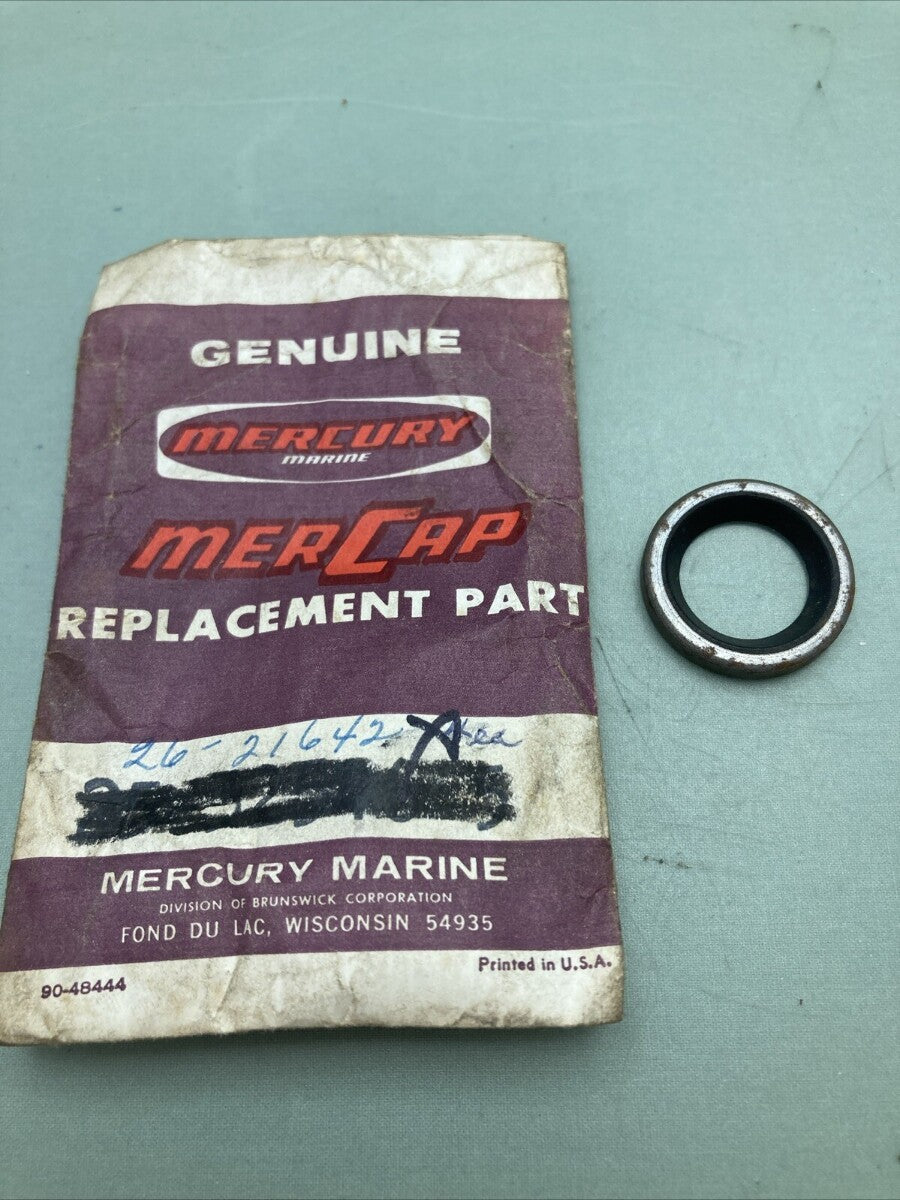 GENUINE
MERCURY
MARINE
MERCAP
REPLACEMENT PART
26-21642
MERCURY MARINE
DIVISION OF BRUNSWICK CORPORATION
FOND DU LAC, WISCONSIN 54935
Printed in U.S.A.
90-48444